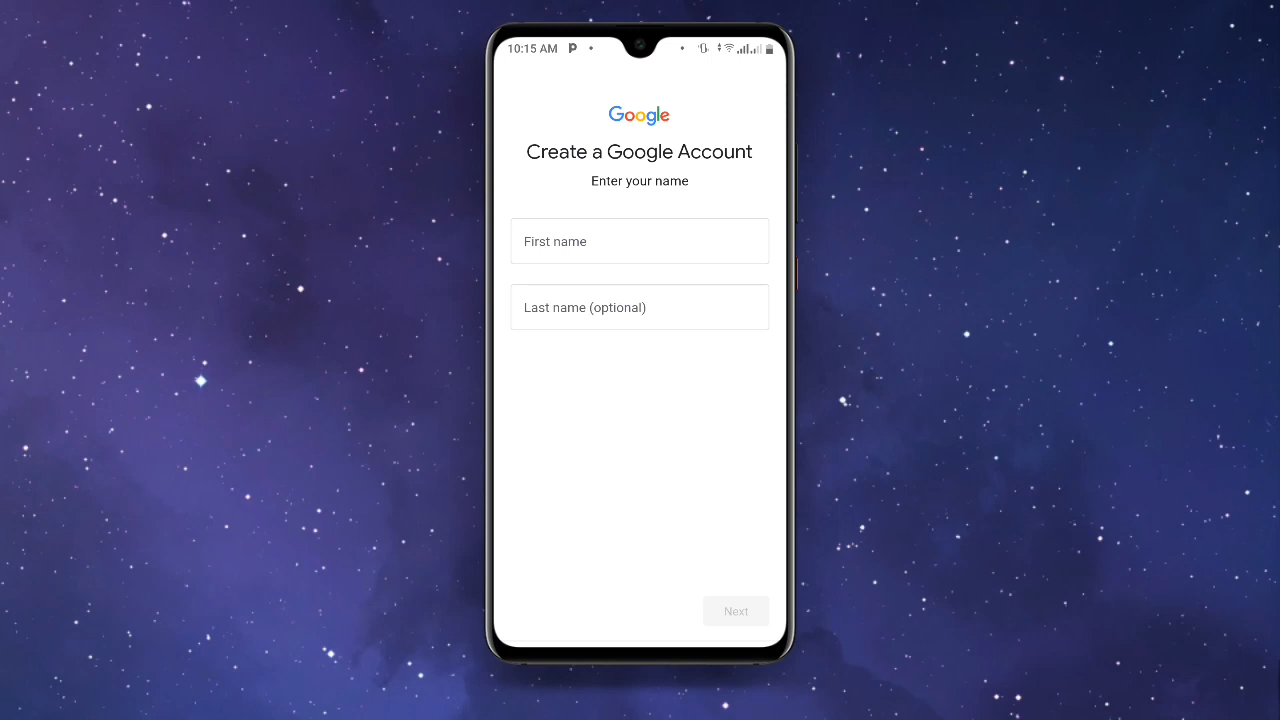 10:15 AM P
Google
Create a Google Account
Enter your name
First name
Last name (optional)
Next